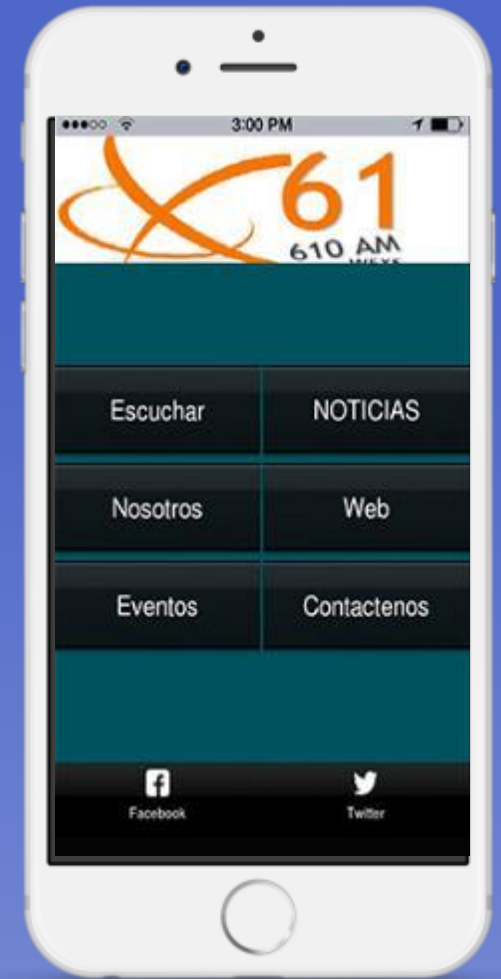 3:00 PM
61
610 AM
Escuchar
NOTICIAS
Nosotros
Web
Eventos
Contactenos
Facebook
Twitter